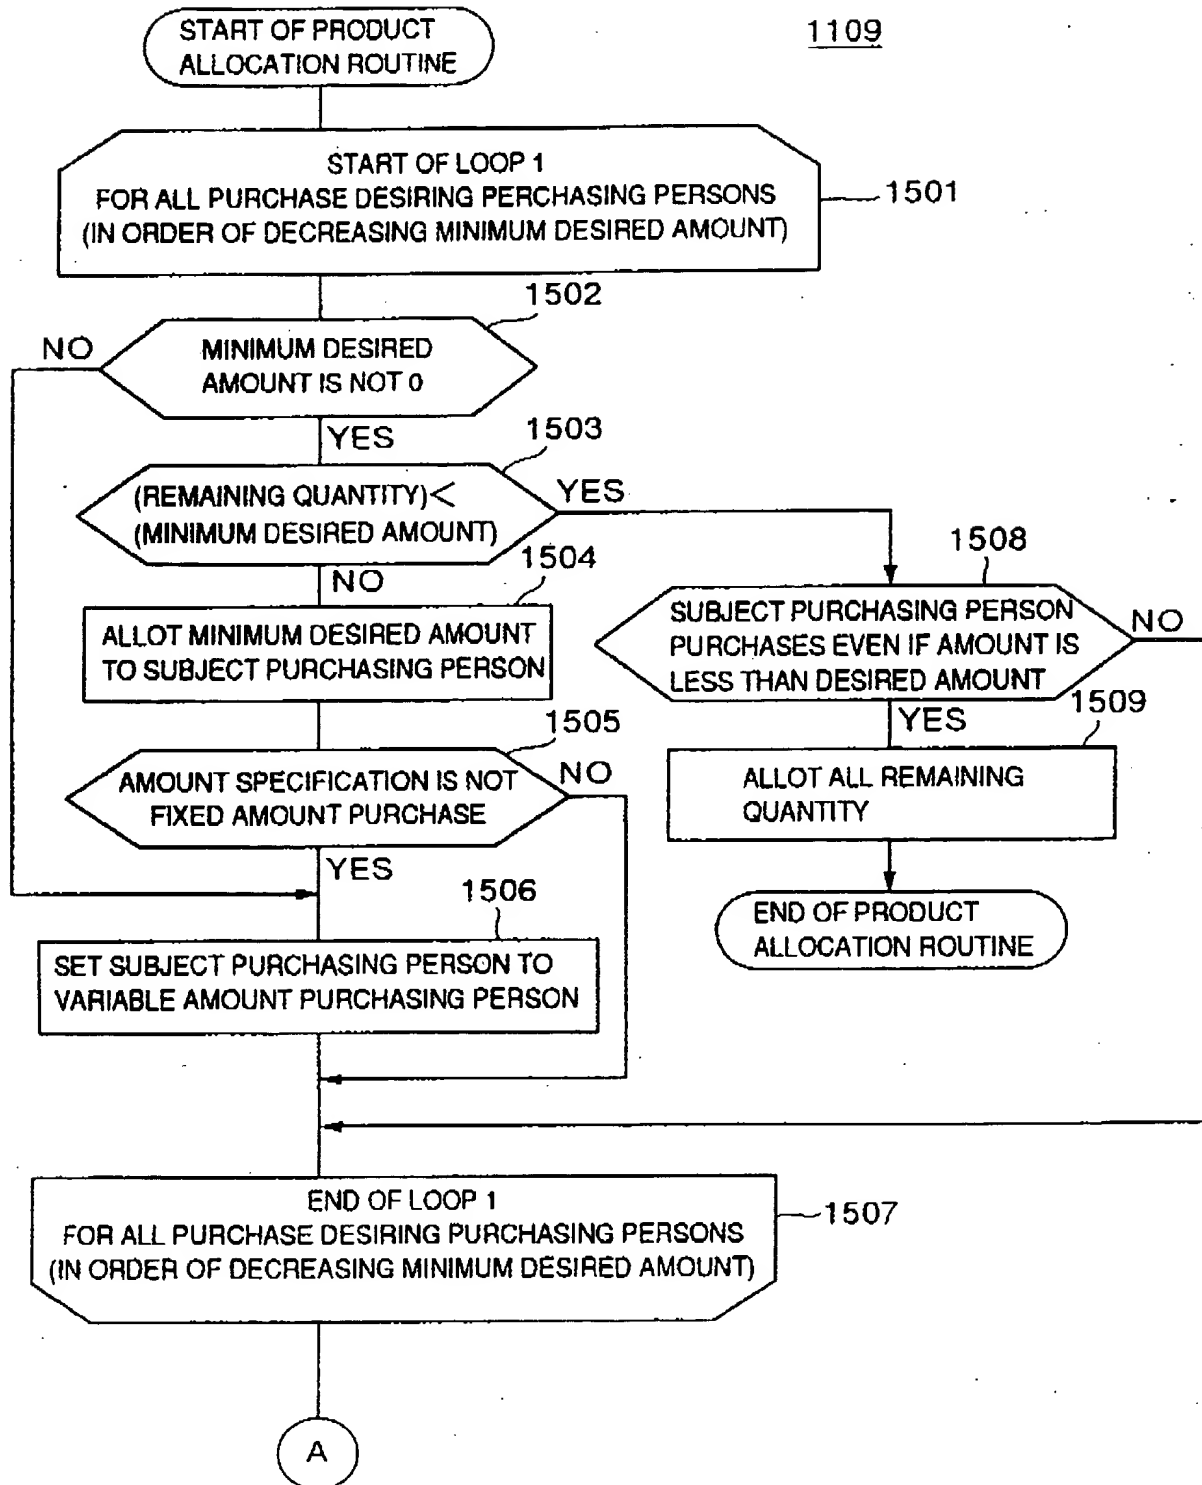 START OF PRODUCT
ALLOCATION ROUTINE
1109
START OF LOOP 1
FOR ALL PURCHASE DESIRING PERCHASING PERSONS
(IN ORDER OF DECREASING MINIMUM DESIRED AMOUNT)
1501
1502
NO
MINIMUM DESIRED
AMOUNT IS NOT 0
YES
1503
(REMAINING QUANTITY)<
(MINIMUM DESIRED AMOUNT)
YES
NO
1504
ALLOT MINIMUM DESIRED AMOUNT
TO SUBJECT PURCHASING PERSON
1508
SUBJECT PURCHASING PERSON
PURCHASES EVEN IF AMOUNT IS
LESS THAN DESIRED AMOUNT
NO
YES
1505
AMOUNT SPECIFICATION IS NOT
FIXED AMOUNT PURCHASE
NO
YES
1509
ALLOT ALL REMAINING
QUANTITY
1506
SET SUBJECT PURCHASING PERSON TO
VARIABLE AMOUNT PURCHASING PERSON
END OF PRODUCT
ALLOCATION ROUTINE
END OF LOOP 1
FOR ALL PURCHASE DESIRING PURCHASING PERSONS
(IN ORDER OF DECREASING MINIMUM DESIRED AMOUNT)
1507
A